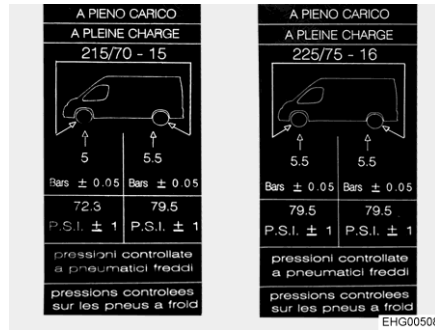 A PIENO CARICO
A PLEINE CHARGE
215/70 - 15
5 5.5
Bars ± 0.05 Bars ± 0.05
72.3 79.5
P.S.I. ± 1 P.S.I. ± 1
pressioni controllate
a pneumatici freddi
pressions controlees
sur les pneus a froid
A PIENO CARICO
A PLEINE CHARGE
225/75 - 16
5.5 5.5
Bars ± 0.05 Bars ± 0.05
79.5 79.5
P.S.I. ± 1 P.S.I. ± 1
pressioni controllate
a pneumatici freddi
pressions controlees
sur les pneus a froid
EHG00508